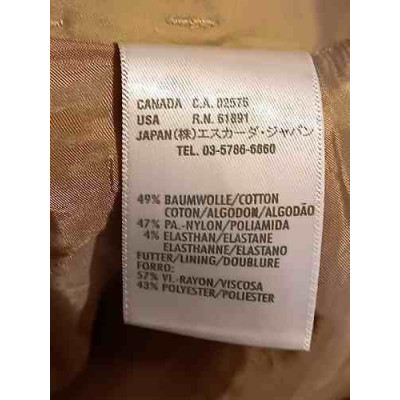 CANADA C.A. 02576
USA R.N. 61891
JAPAN(株)エスカーダ・ジャパン
TEL. 03-5786-6860
49% BAUMWOLLE/COTTON
COTON/ALGODON/ALGODÃO
47% PA.-NYLON/POLIAMIDA
4% ELASTHAN/ELASTANE
ELASTHANNE/ELASTANO
FUTTER/LINING/DOUBLURE
FORRO:
57% VI.-RAYON/VISCOSA
43% POLYESTER/POLIESTER